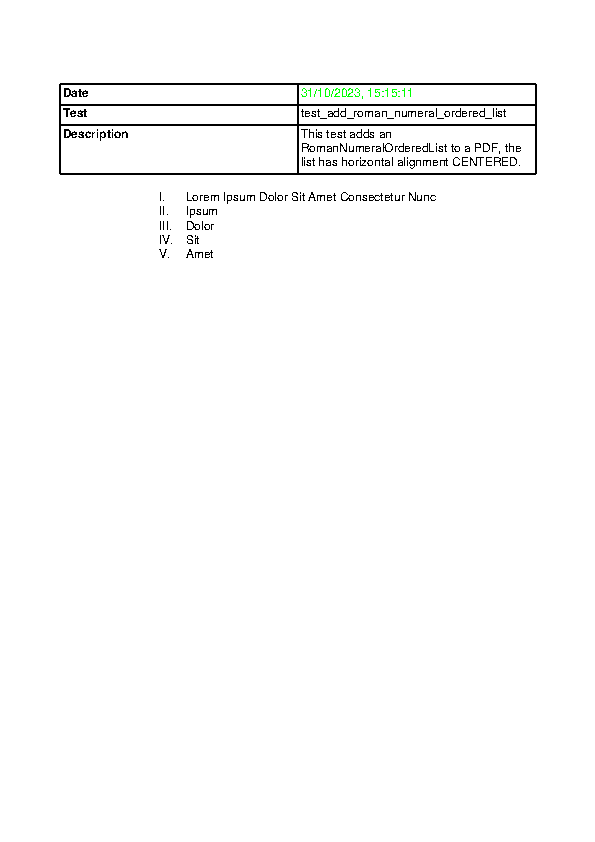 Date 31/10/2023, 15:15:11
Test test_add_roman_numeral_ordered_list
Description This test adds an
RomanNumeralOrderedList to a PDF, the
list has horizontal alignment CENTERED.
I. Lorem Ipsum Dolor Sit Amet Consectetur Nunc
II. Ipsum
III. Dolor
IV. Sit
V. Amet